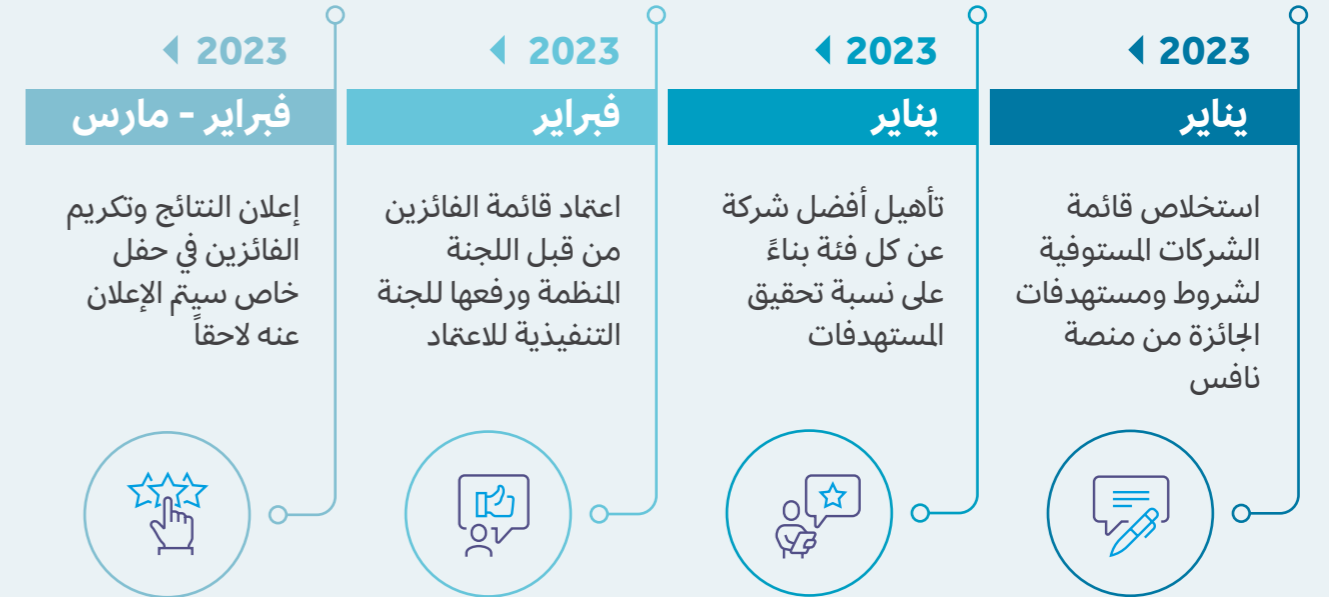 2023
يناير
استخلاص قائمة
الشركات المستوفية
لشروط ومستهدفات
الجائزة من منصة
نافس
2023
يناير
تأهيل أفضل شركة
عن كل فئة بناءً
على نسبة تحقيق
المستهدفات
2023
فبراير
اعتماد قائمة الفائزين
من قبل اللجنة
المنظمة ورفعها للجنة
التنفيذية للاعتماد
2023
فبراير - مارس
إعلان النتائج وتكريم
الفائزين في حفل
خاص سيتم الإعلان
عنه لاحقاً